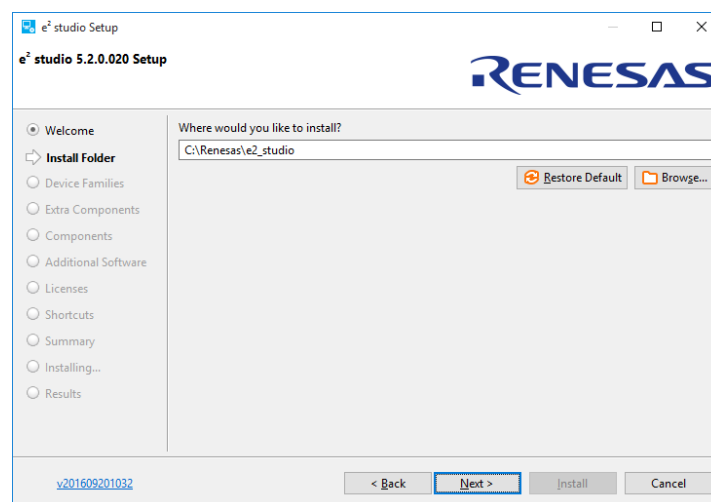 e² studio Setup
e² studio 5.2.0.020 Setup
RENESAS
Welcome
Install Folder
Device Families
Extra Components
Components
Additional Software
Licenses
Shortcuts
Summary
Installing...
Results
Where would you like to install?
C:\Renesas\e2_studio
Restore Default
Browse...
v201609201032
< Back
Next >
Install
Cancel